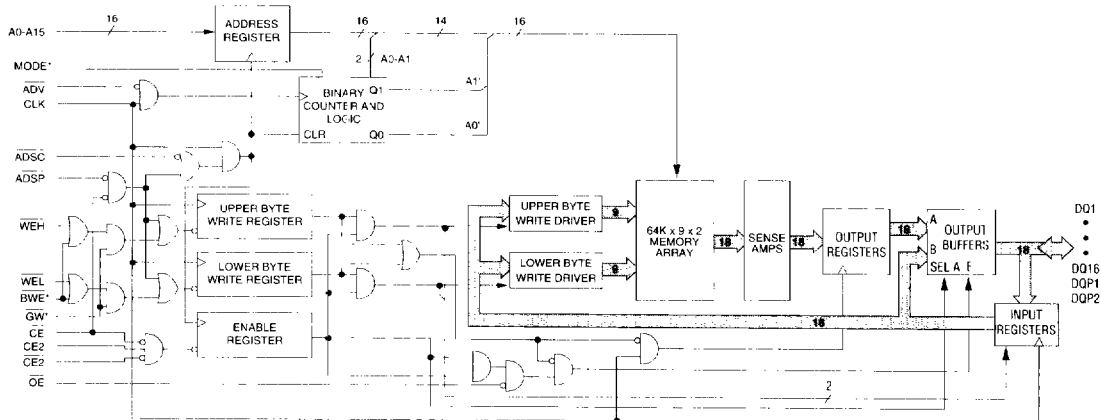 A0-A15
16
ADDRESS
REGISTER
16
14
16
2
A0-A1
MODE*
ADV
CLK
BINARY
COUNTER AND
LOGIC
Q1
CLR
Q0
A1'
A0'
ADSC
ADSP
WEH
UPPER BYTE
WRITE REGISTER
LOWER BYTE
WRITE REGISTER
ENABLE
REGISTER
WEL
BWE*
GW*
CE
CE2
CE2
OE
UPPER BYTE
WRITE DRIVER
LOWER BYTE
WRITE DRIVER
9
9
64K x 9 x 2
MEMORY
ARRAY
18
SENSE
AMPS
18
OUTPUT
REGISTERS
18
A
B
OUTPUT
BUFFERS
SEL A
18
DQ1
DQ16
DQP1
DQP2
INPUT
REGISTERS
18
2